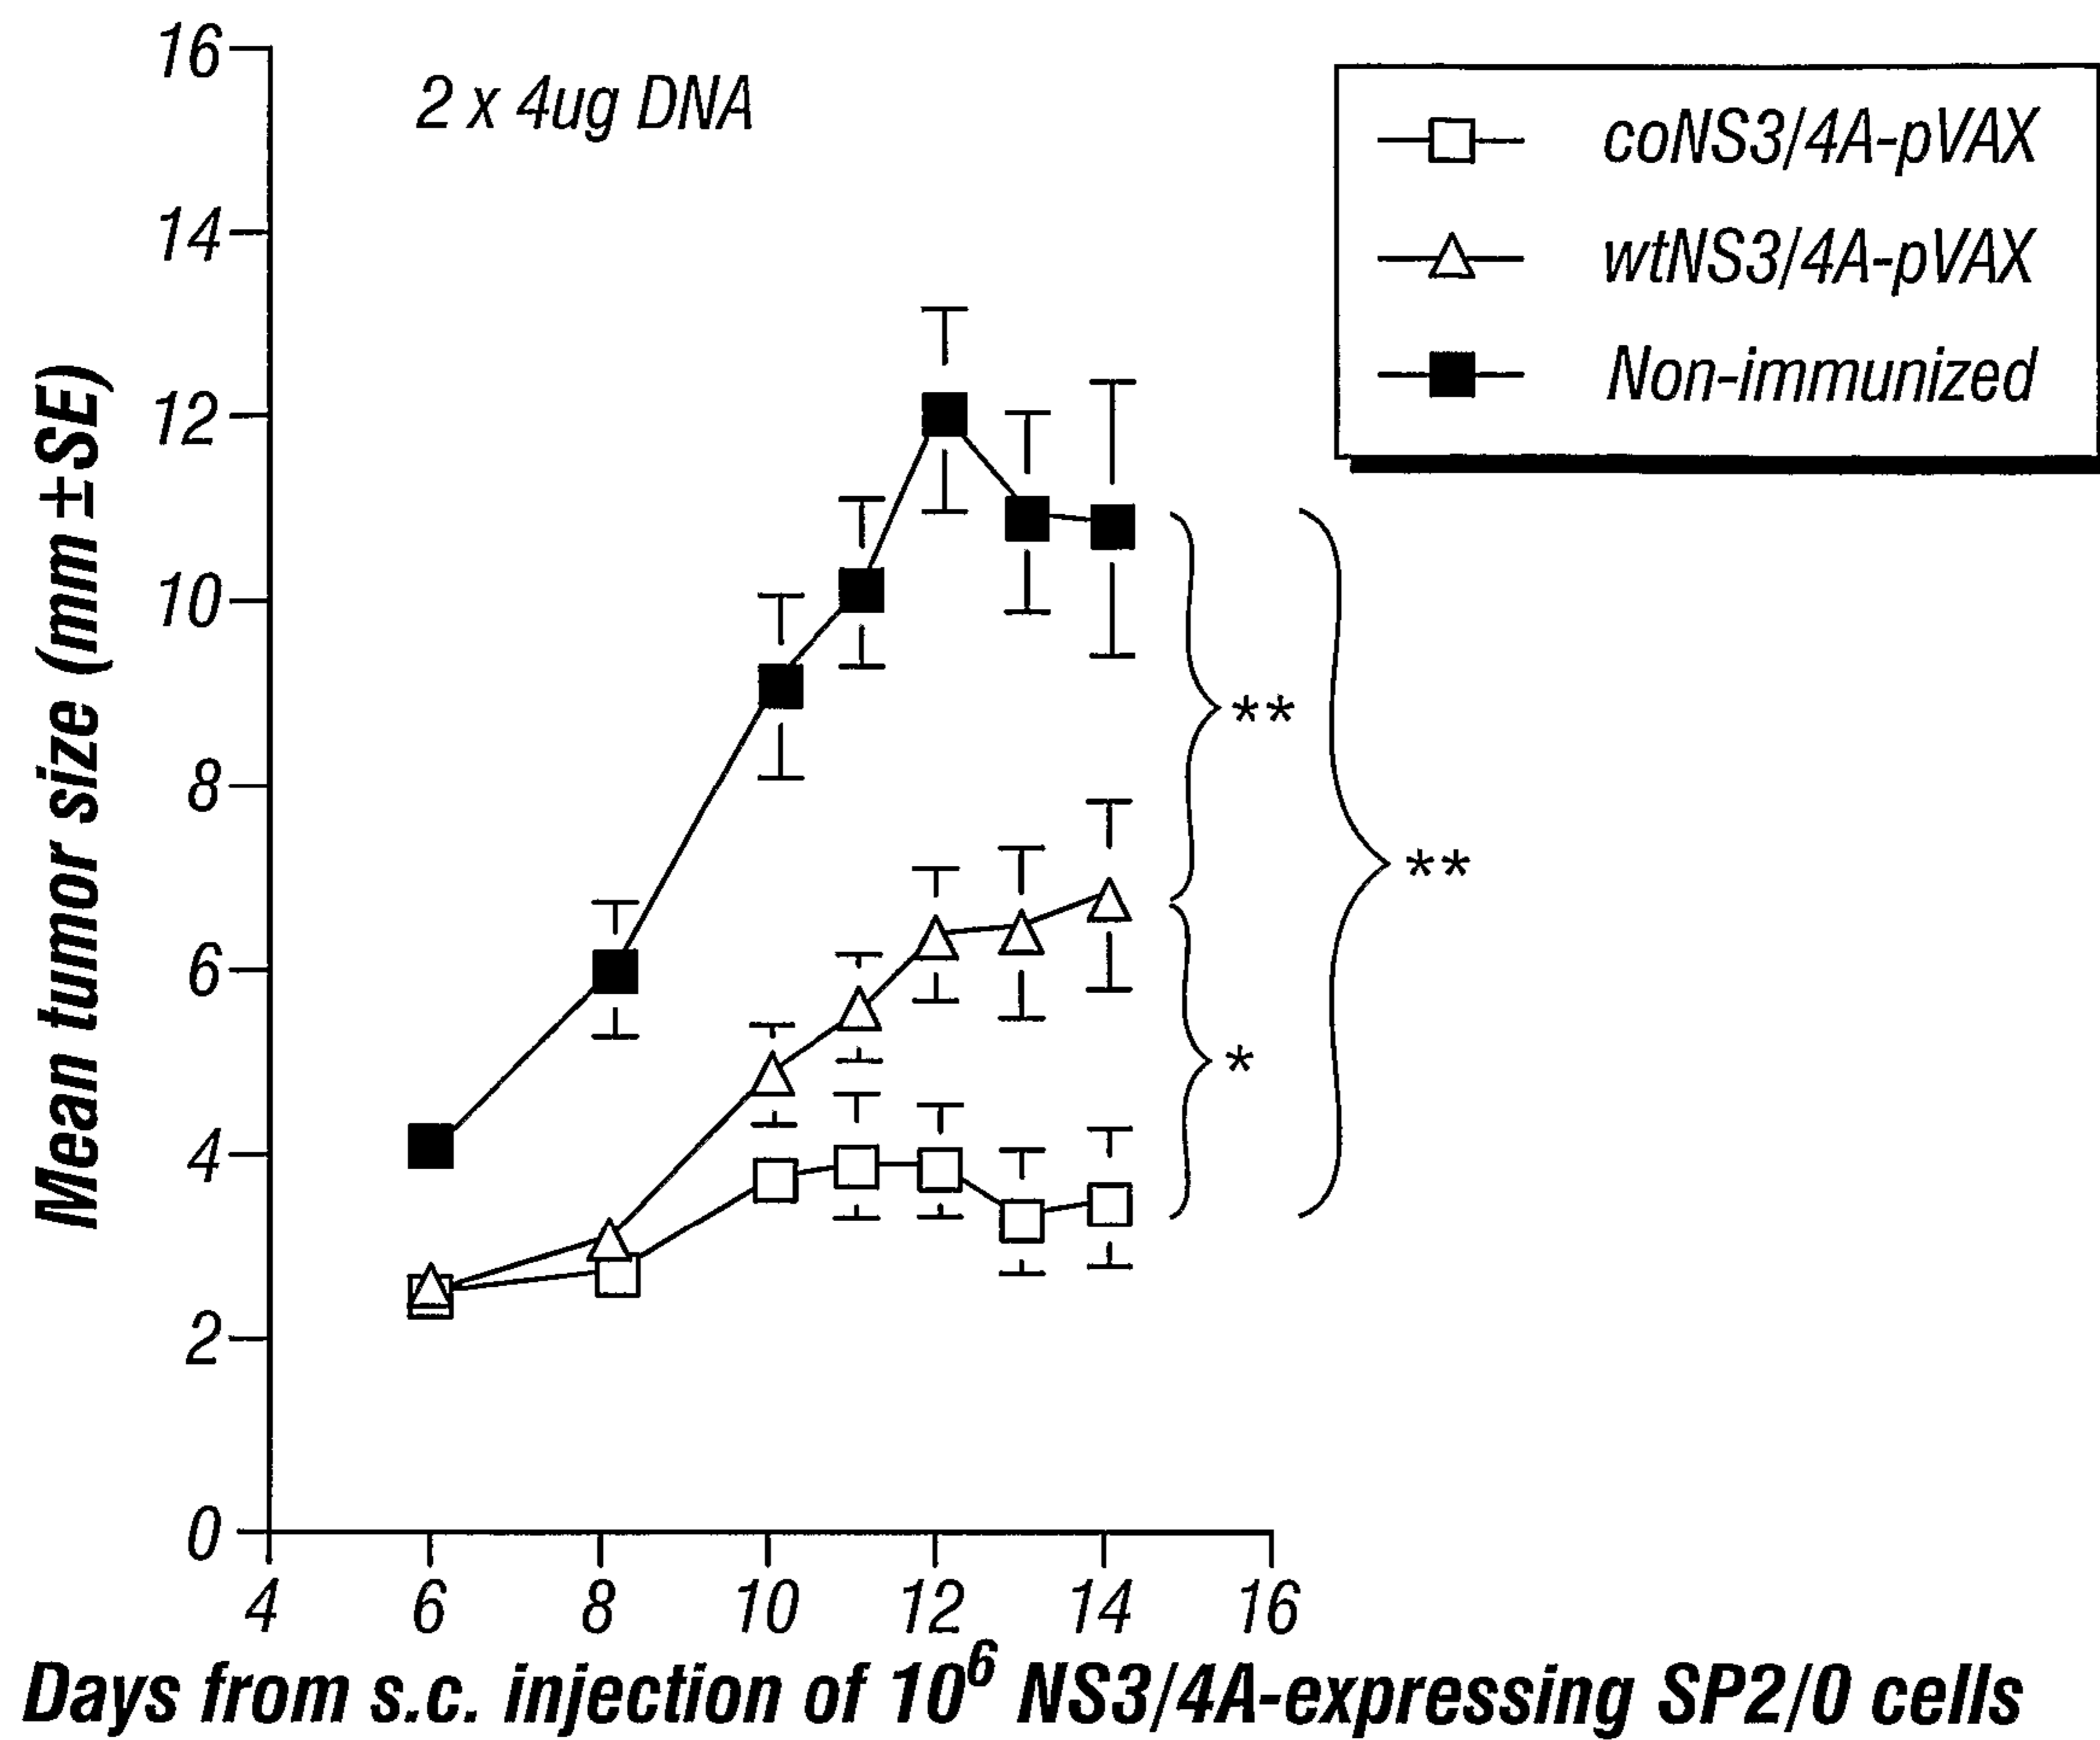 2 x 4ug DNA
coNS3/4A-pVAX
wtNS3/4A-pVAX
Non-immunized
Mean tumor size (mm ±SE)
16
14
12
10
8
6
4
2
0
**
**
*
4 6 8 10 12 14 16
Days from s.c. injection of 10⁶ NS3/4A-expressing SP2/0 cells